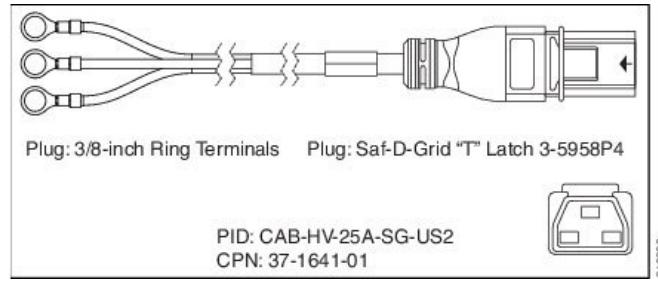 Plug: 3/8-inch Ring Terminals Plug: Saf-D-Grid “T” Latch 3-5958P4
PID: CAB-HV-25A-SG-US2
CPN: 37-1641-01